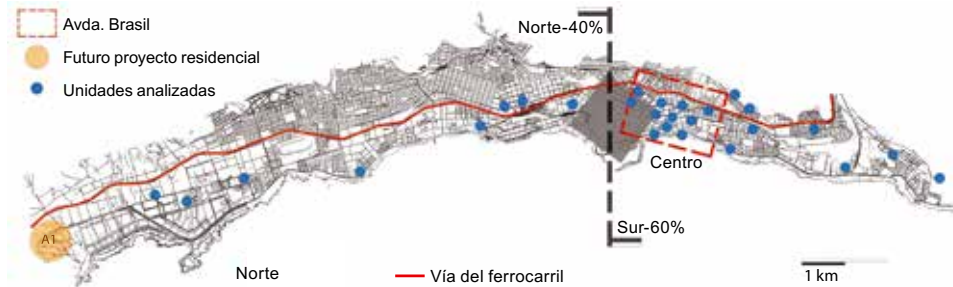 Avda. Brasil
Futuro proyecto residencial
Unidades analizadas
Norte-40%
Centro
Sur-60%
A1
Norte
Vía del ferrocarril
1 km